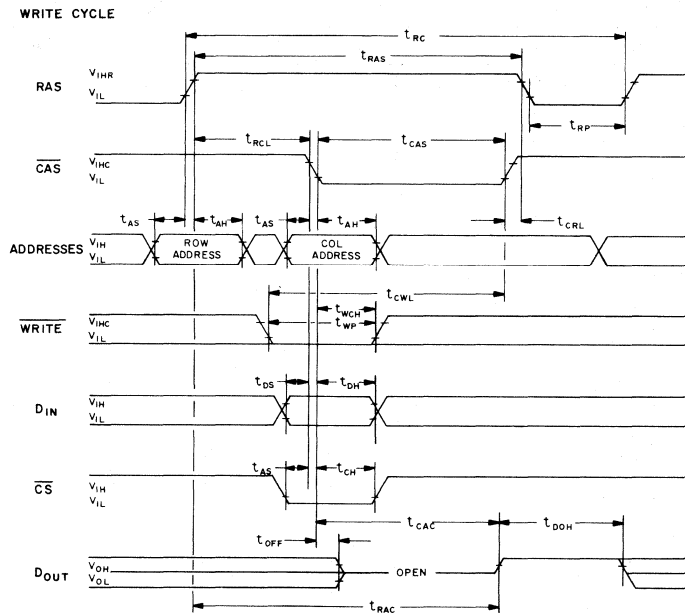 WRITE CYCLE
tRC
tRAS
RAS
VIHR
VIL
tRP
tRCL
tCAS
CAS
VIHC
VIL
tAS
tAH
tAS
tAH
tCRL
ADDRESSES
VIH
VIL
ROW ADDRESS
COL ADDRESS
tCWL
tWCH
tWP
WRITE
VIHC
VIL
tDS
tDH
DIN
VIH
VIL
tAS
tCH
CS
VIH
VIL
tCAC
tDOH
tOFF
DOUT
VOH
VOL
OPEN
tRAC